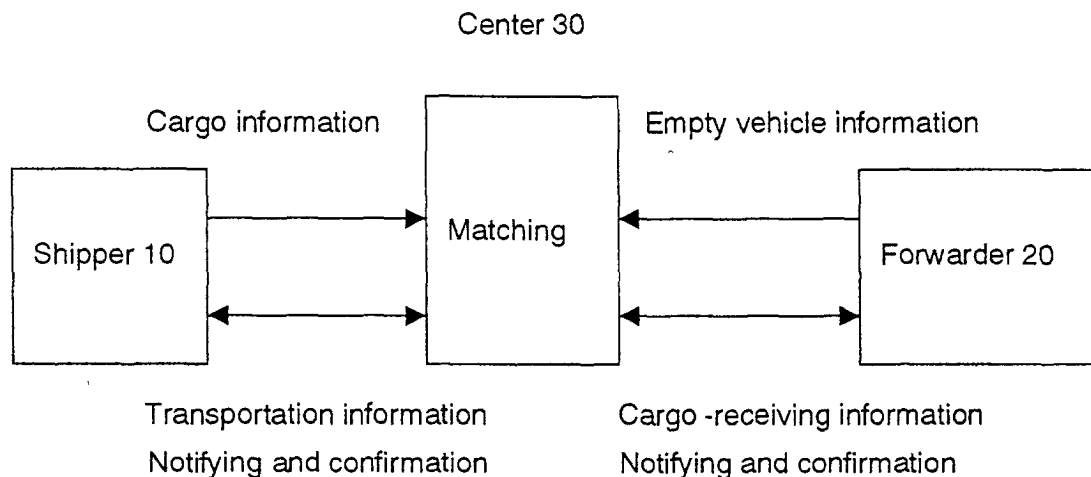 Center 30
Cargo information
Empty vehicle information
Shipper 10
Matching
Forwarder 20
Transportation information
Notifying and confirmation
Cargo -receiving information
Notifying and confirmation